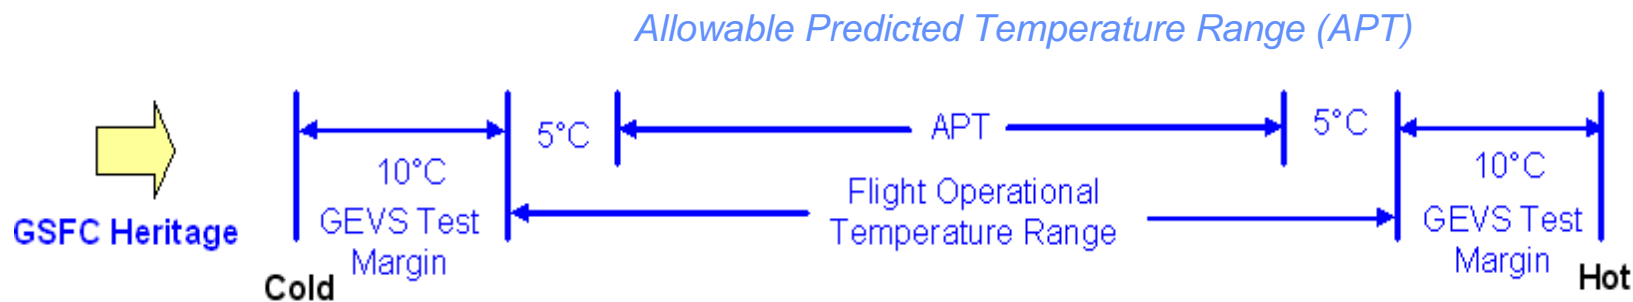 Allowable Predicted Temperature Range (APT)
5°C
APT
5°C
10°C
GEVS Test
Margin
Flight Operational
Temperature Range
10°C
GEVS Test
Margin
GSFC Heritage
Cold
Hot